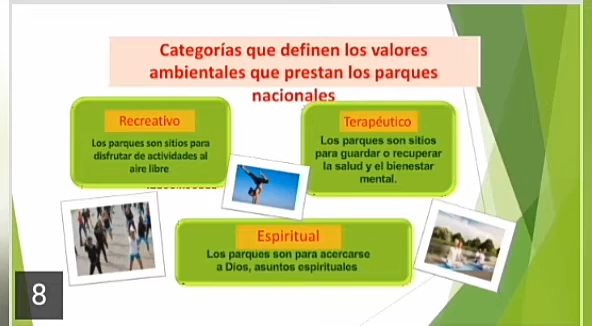 Categorías que definen los valores
ambientales que prestan los parques
nacionales
Recreativo
Los parques son sitios para
disfrutar de actividades al
aire libre
Terapéutico
Los parques son sitios
para guardar o recuperar
la salud y el bienestar
mental.
Espiritual
Los parques son para acercarse
a Dios, asuntos espirituales
8